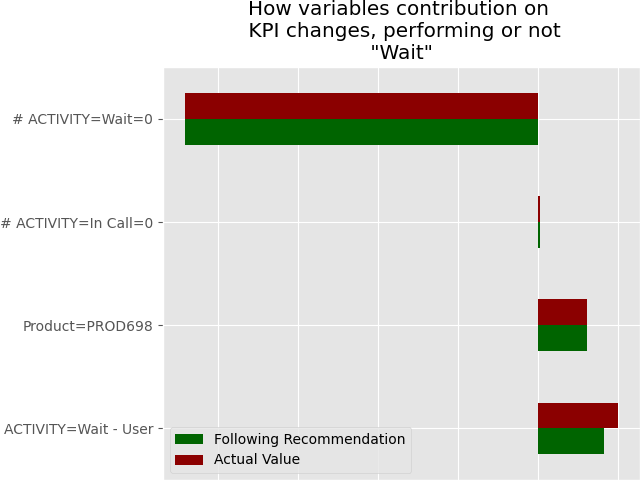 How variables contribution on
KPI changes, performing or not
"Wait"
# ACTIVITY=Wait=0
# ACTIVITY=In Call=0
Product=PROD698
ACTIVITY=Wait - User
Following Recommendation
Actual Value